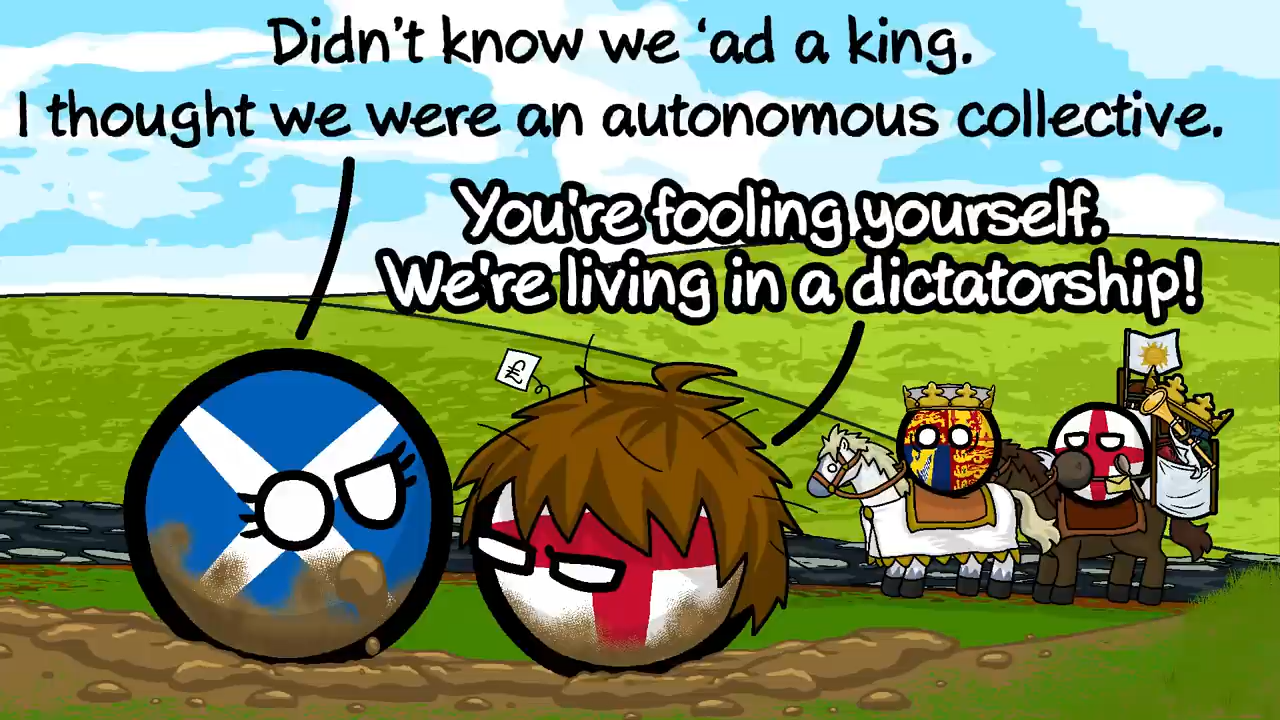 Didn't know we ‘ad a king.
I thought we were an autonomous collective.
You're fooling yourself.
We're living in a dictatorship!
£